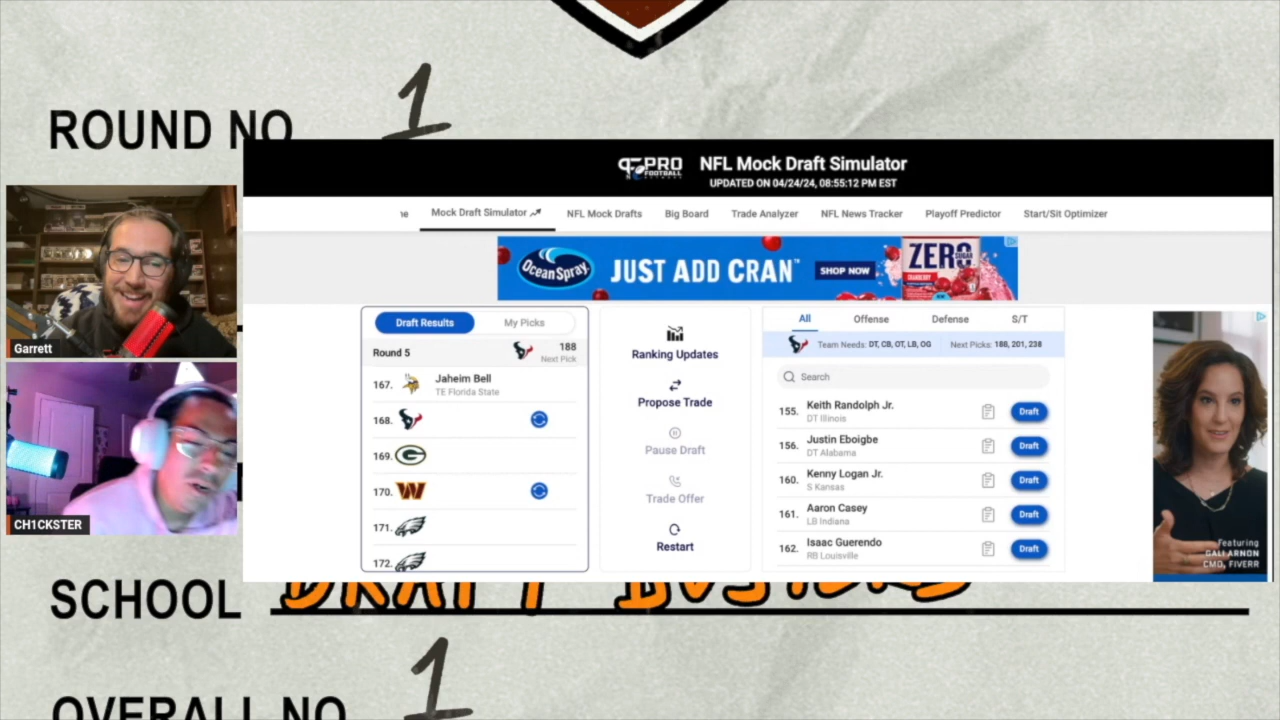 ROUND NO 1
PRO
FOOTBALL
NETWORK
NFL Mock Draft Simulator
UPDATED ON 04/24/24, 08:55:12 PM EST
Mock Draft Simulator
NFL Mock Drafts
Big Board
Trade Analyzer
NFL News Tracker
Playoff Predictor
Start/Sit Optimizer
Ocean Spray
JUST ADD CRAN™
SHOP NOW
ZERO
SUGAR
CRANBERRY
Garrett
CH1CKSTER
Draft Results
My Picks
Round 5
188
Next Pick
167. Jaheim Bell
TE Florida State
168.
169.
170.
171.
172.
Ranking Updates
Propose Trade
Pause Draft
Trade Offer
Restart
All Offense Defense S/T
Team Needs: DT, CB, OT, LB, OG Next Picks: 188, 201, 238
Search
155. Keith Randolph Jr. Draft
DT Illinois
156. Justin Eboigbe Draft
DT Alabama
160. Kenny Logan Jr. Draft
S Kansas
161. Aaron Casey Draft
LB Indiana
162. Isaac Guerendo Draft
RB Louisville
Featuring
GALI ARNON
CMO, FIVERR
SCHOOL DRAFT BUSTERS
OVERALL NO 1